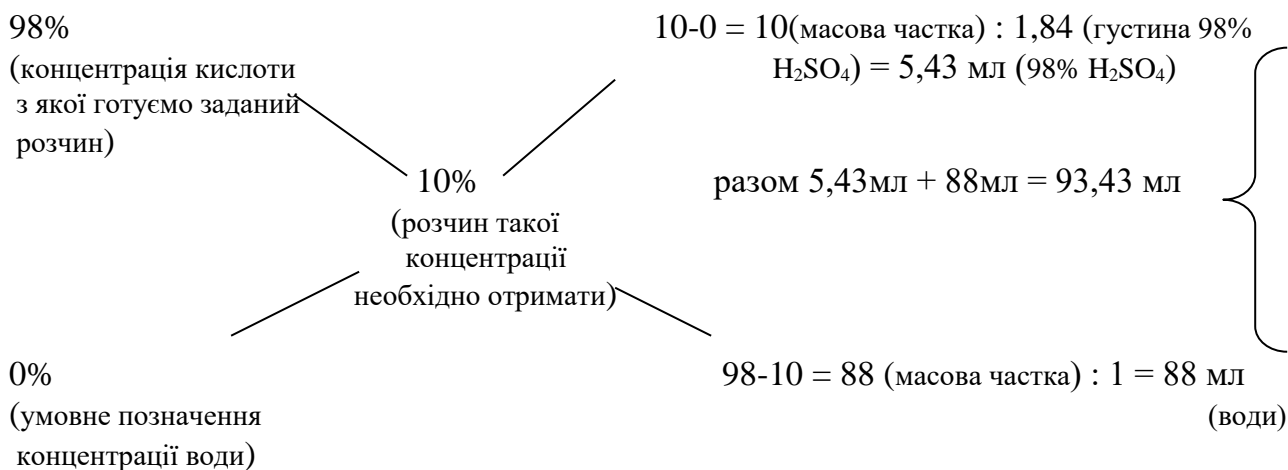 98%
(концентрація кислоти
з якої готуємо заданий
розчин)
10-0 = 10(масова частка) : 1,84 (густина 98%
H₂SO₄) = 5,43 мл (98% H₂SO₄)
10%
(розчин такої
концентрації
необхідно отримати)
разом 5,43мл + 88мл = 93,43 мл
0%
(умовне позначення
концентрації води)
98-10 = 88 (масова частка) : 1 = 88 мл
(води)